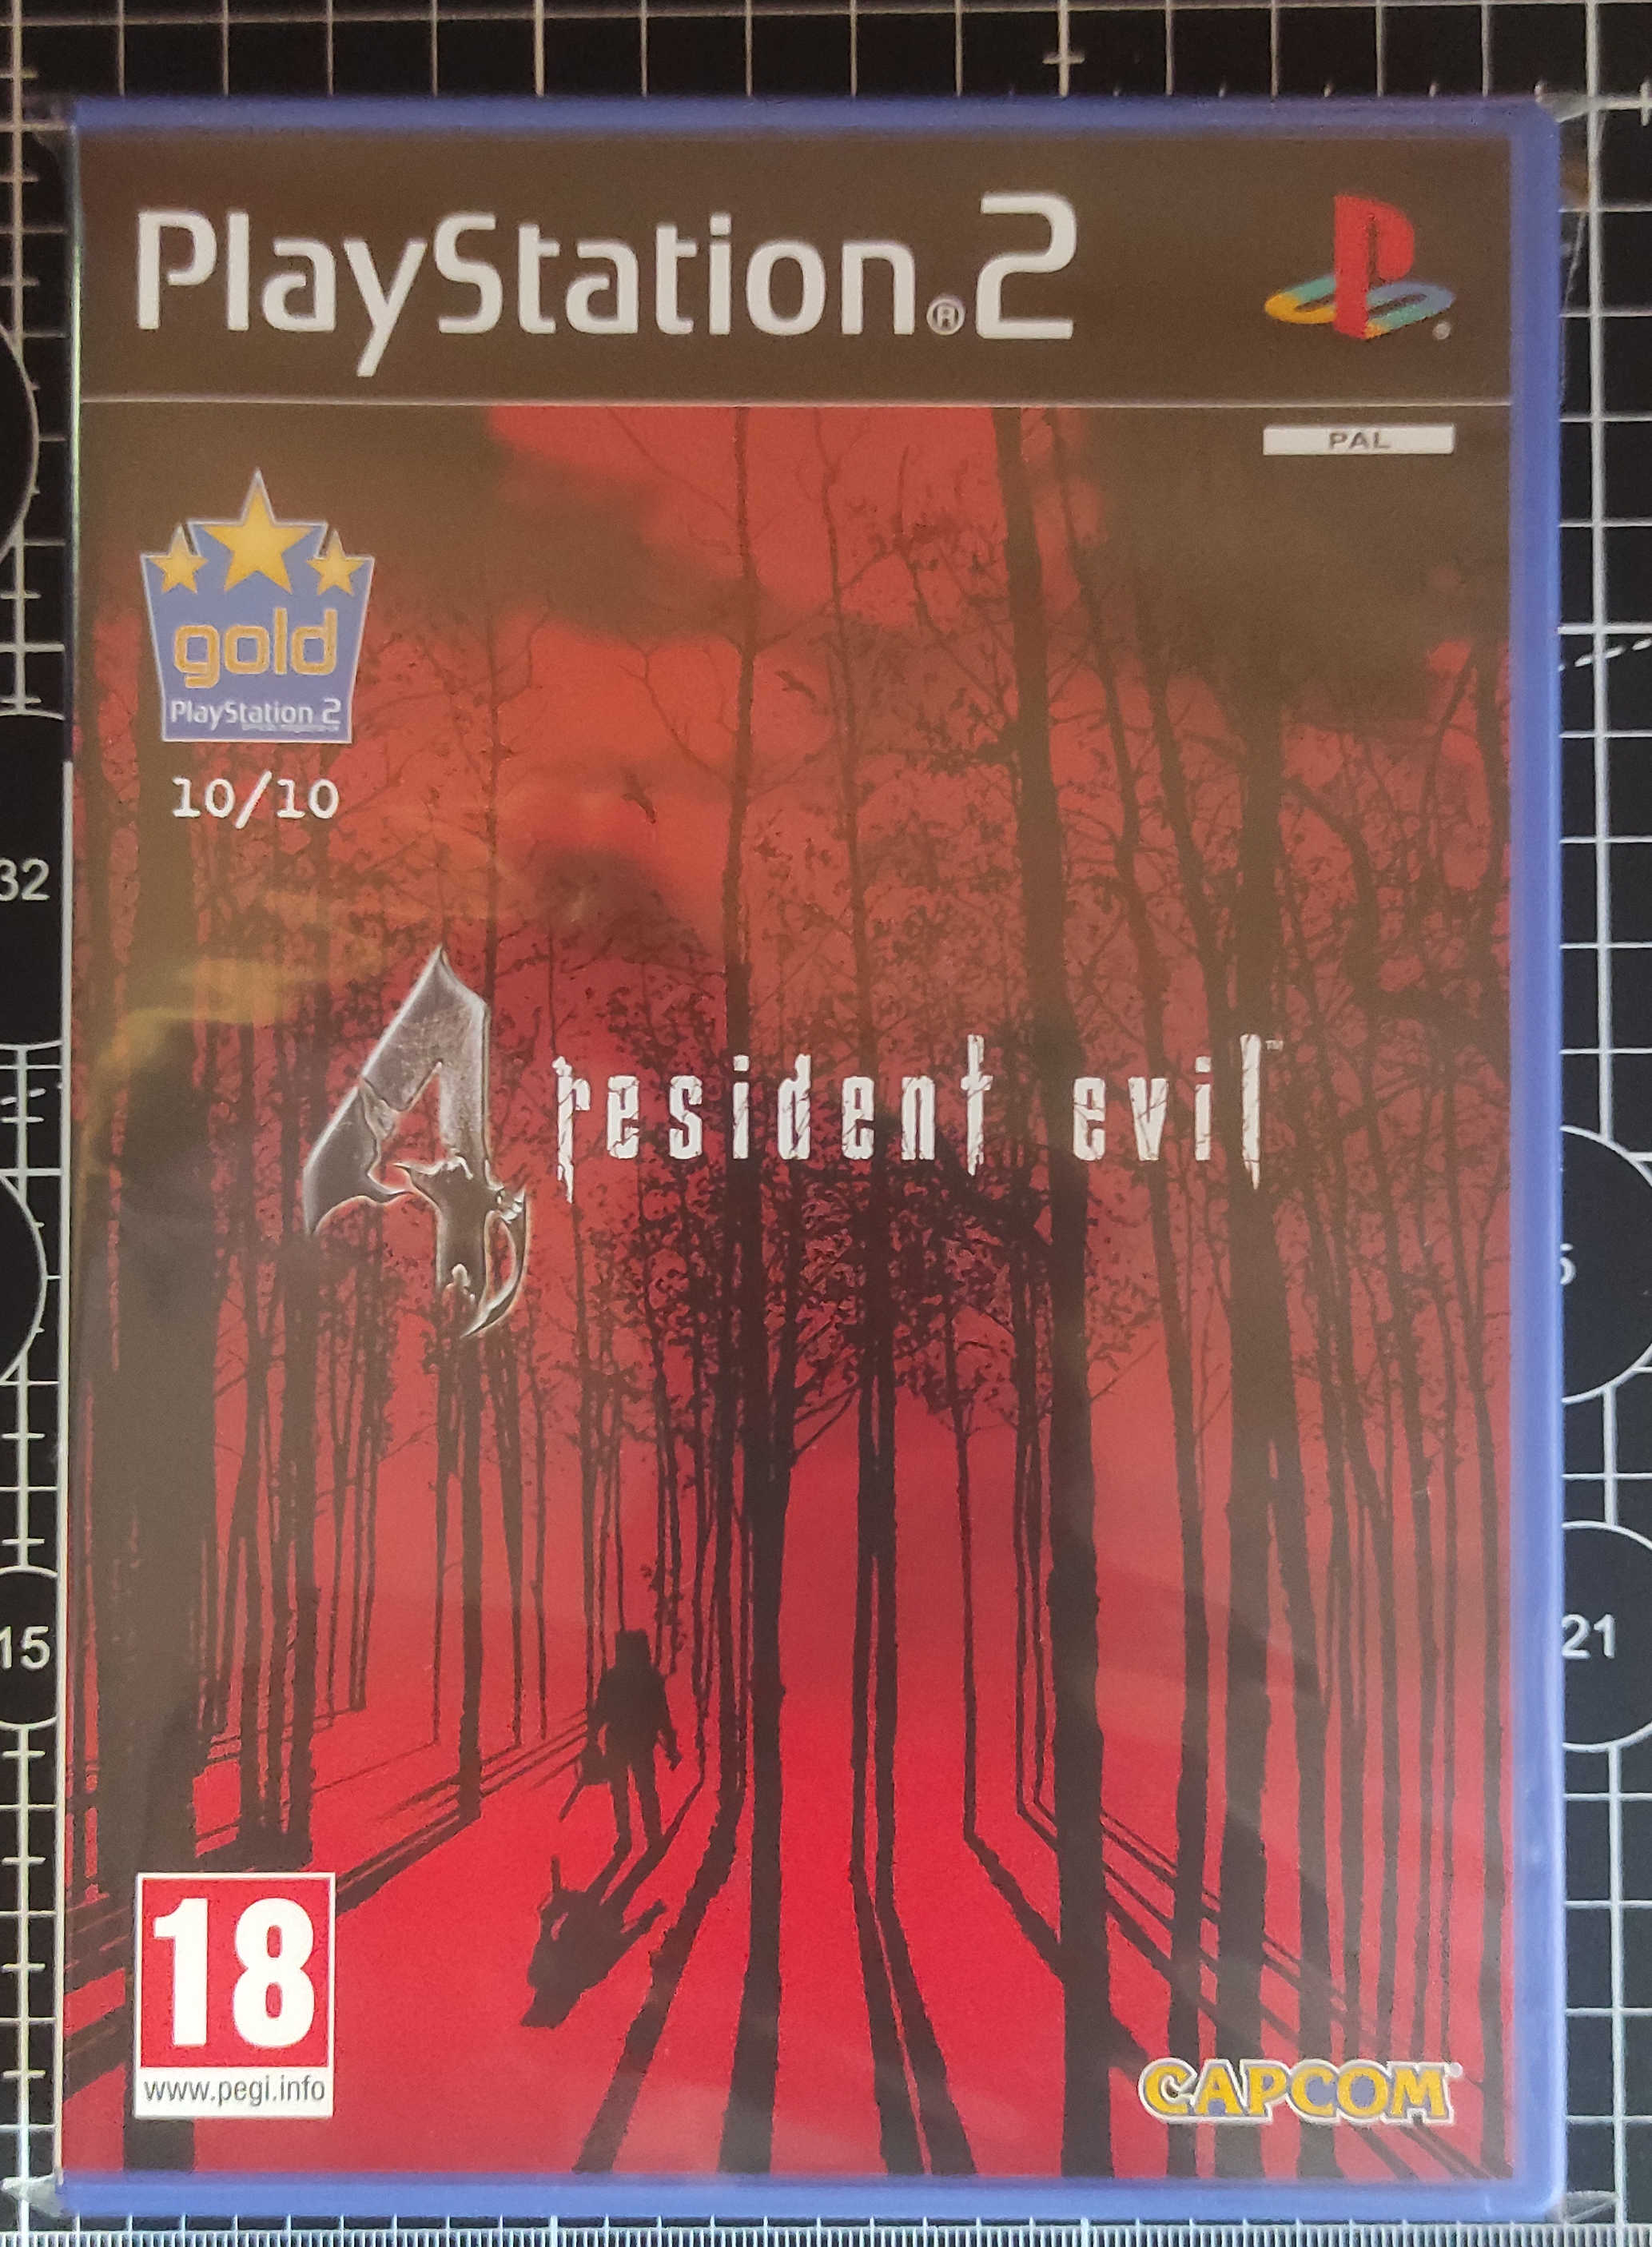 PlayStation®2
PAL
gold
PlayStation 2
10/10
4 resident evil™
18
www.pegi.info
CAPCOM
32
15
5
21